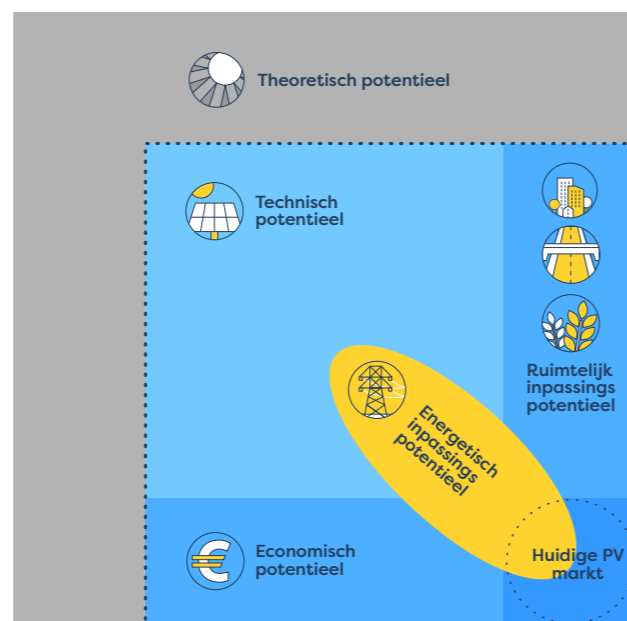 Theoretisch potentieel
Technisch
potentieel
Ruimtelijk
inpassings
potentieel
Energetisch
inpassings
potentieel
Economisch
potentieel
Huidige PV
markt